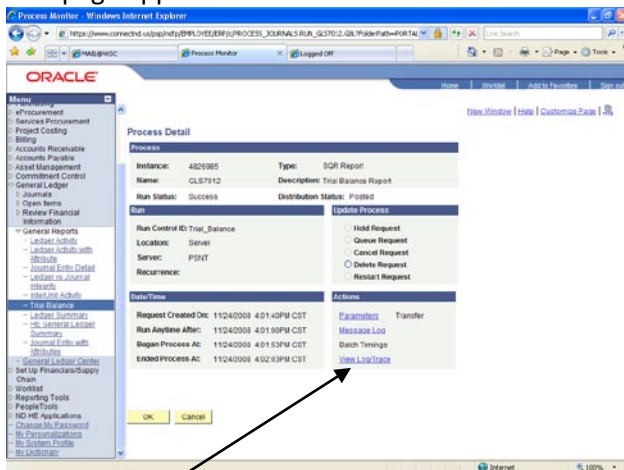 Process Monitor - Windows Internet Explorer
MAIL@WSC
Process Monitor
Logged Off
Live Search
Page
Tools
ORACLE
Home
Worklist
Add to Favorites
Sign out
Menu
New Window | Help | Customize Page
eProcurement
Services Procurement
Project Costing
Billing
Accounts Receivable
Accounts Payable
Asset Management
Commitment Control
General Ledger
Journals
Open Items
Review Financial
Information
General Reports
Ledger Activity
Ledger Activity with
Attribute
Journal Entry Detail
Ledger vs Journal
Integrity
InterUnit Activity
Trial Balance
Ledger Summary
HE General Ledger
Summary
Journal Entry with
Attributes
General Ledger Center
Set Up Financials/Supply
Chain
Worklist
Reporting Tools
PeopleTools
ND HE Applications
Change My Password
My Personalizations
My System Profile
My Dictionary
Process Detail
Process
Instance: 4826985 Type: SQR Report
Name: GLS7012 Description: Trial Balance Report
Run Status: Success Distribution Status: Posted
Run
Run Control ID: Trial_Balance
Location: Server
Server: PSNT
Recurrence:
Update Process
Hold Request
Queue Request
Cancel Request
Delete Request
Restart Request
Date/Time
Request Created On: 11/24/2008 4:01:40PM CST
Run Anytime After: 11/24/2008 4:01:00PM CST
Began Process At: 11/24/2008 4:01:53PM CST
Ended Process At: 11/24/2008 4:02:03PM CST
Actions
Parameters Transfer
Message Log
Batch Timings
View Log/Trace
OK Cancel
Internet
100%